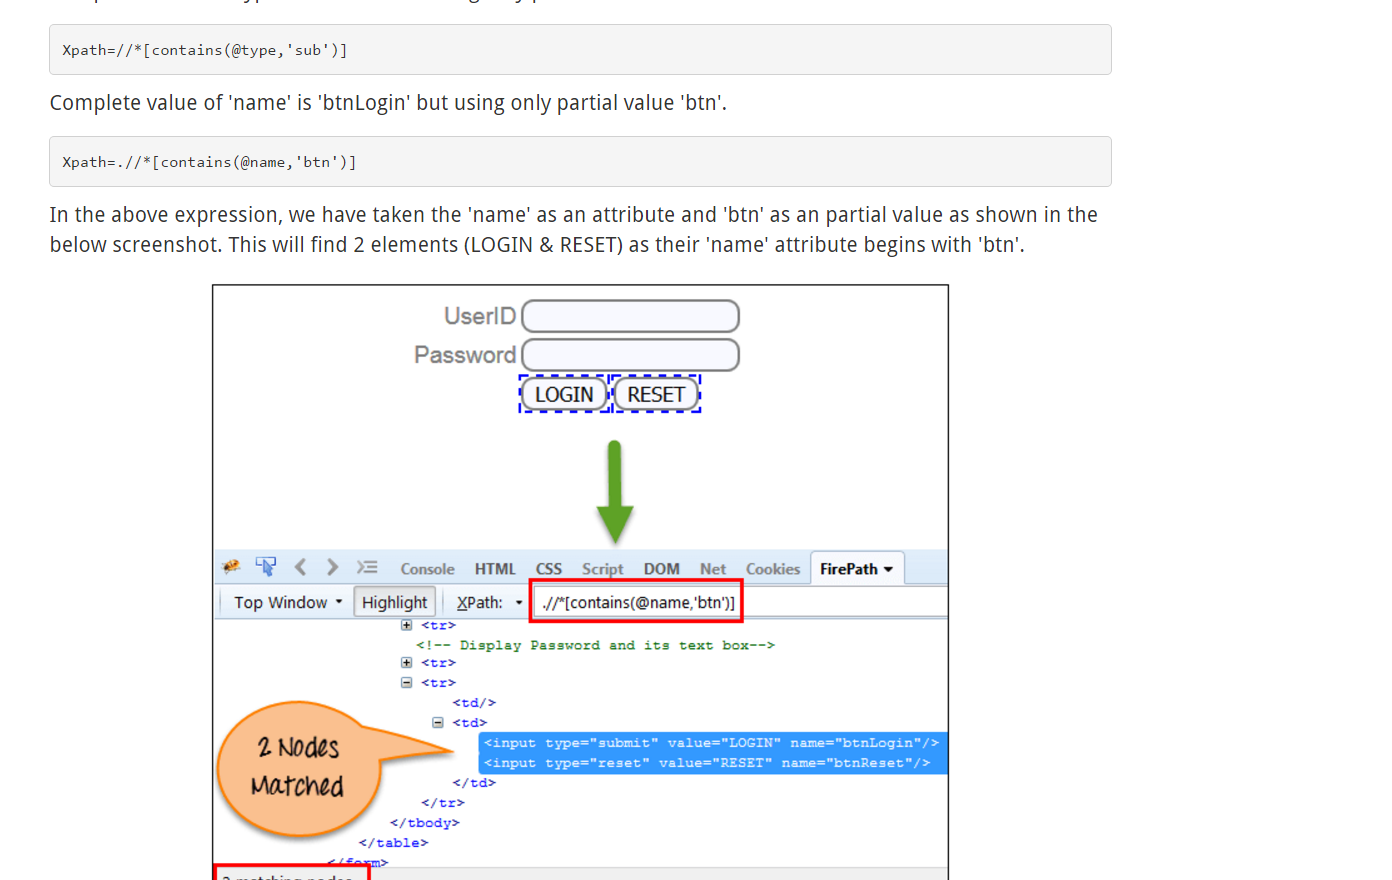 Xpath=//*[contains(@type,'sub')]
Complete value of 'name' is 'btnLogin' but using only partial value 'btn'.
Xpath=.//*[contains(@name,'btn')]
In the above expression, we have taken the 'name' as an attribute and 'btn' as an partial value as shown in the
below screenshot. This will find 2 elements (LOGIN & RESET) as their 'name' attribute begins with 'btn'.
UserID
Password
LOGIN RESET
Console HTML CSS Script DOM Net Cookies FirePath
Top Window Highlight XPath: .//*[contains(@name,'btn')]
<tr>
<!-- Display Password and its text box-->
<tr>
<tr>
<td/>
<td>
2 Nodes
Matched
<input type="submit" value="LOGIN" name="btnLogin"/>
<input type="reset" value="RESET" name="btnReset"/>
</td>
</tr>
</tbody>
</table>
</form>
2 matching nodes